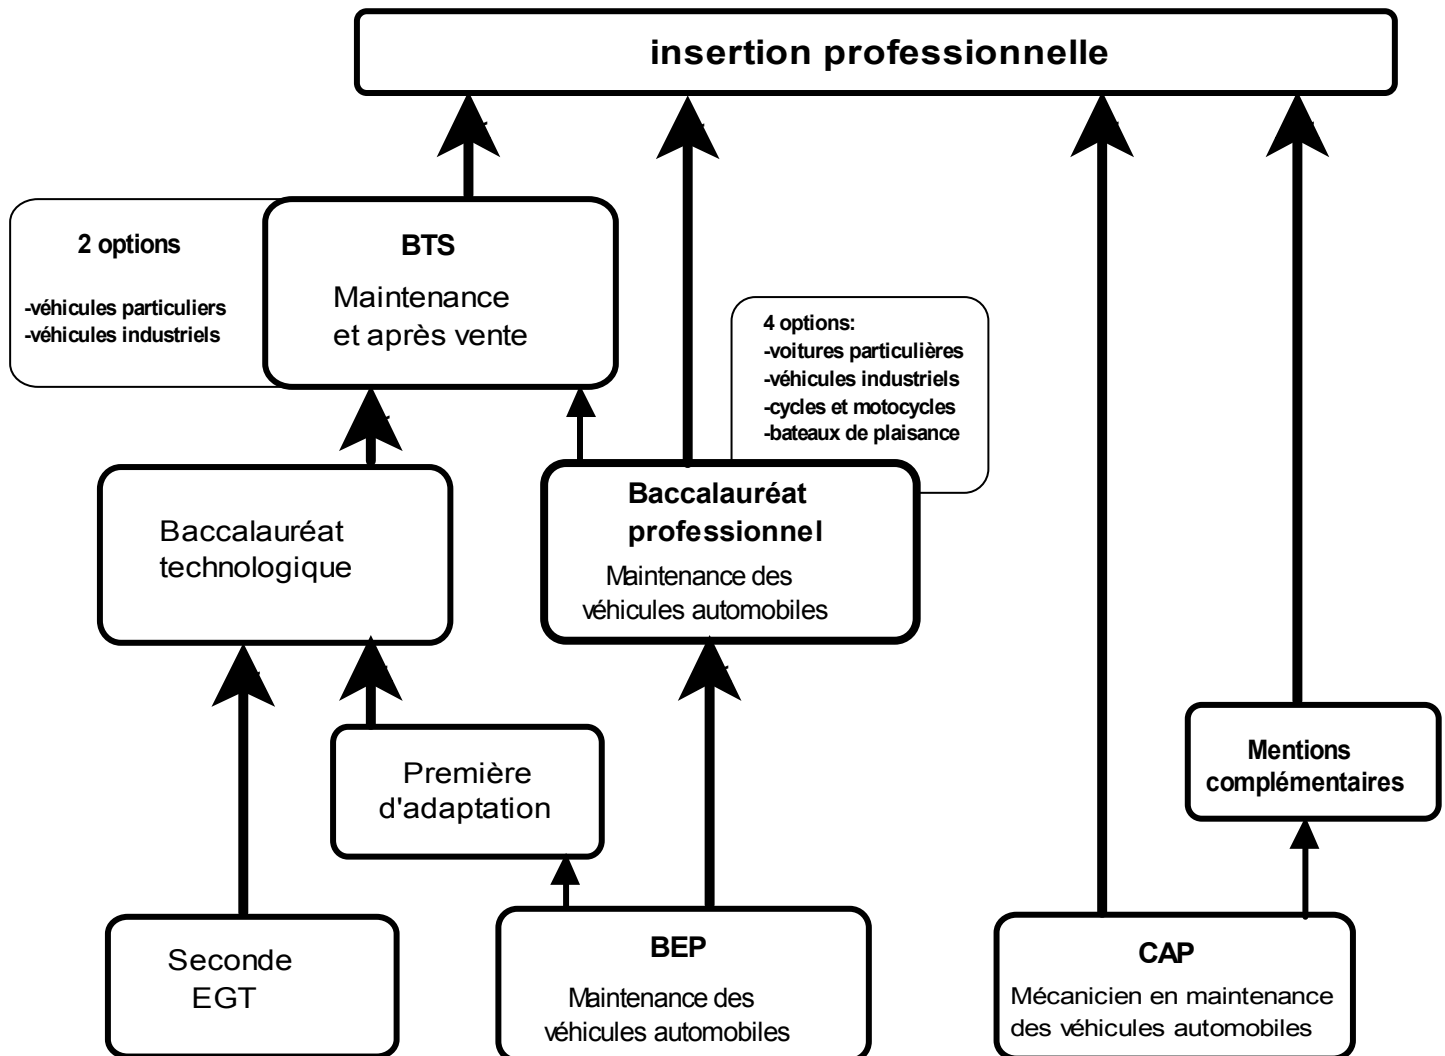 insertion professionnelle
2 options
-véhicules particuliers
-véhicules industriels
BTS
Maintenance
et après vente
4 options:
-voitures particulières
-véhicules industriels
-cycles et motocycles
-bateaux de plaisance
Baccalauréat
technologique
Baccalauréat
professionnel
Maintenance des
véhicules automobiles
Première
d'adaptation
Mentions
complémentaires
Seconde
EGT
BEP
Maintenance des
véhicules automobiles
CAP
Mécanicien en maintenance
des véhicules automobiles